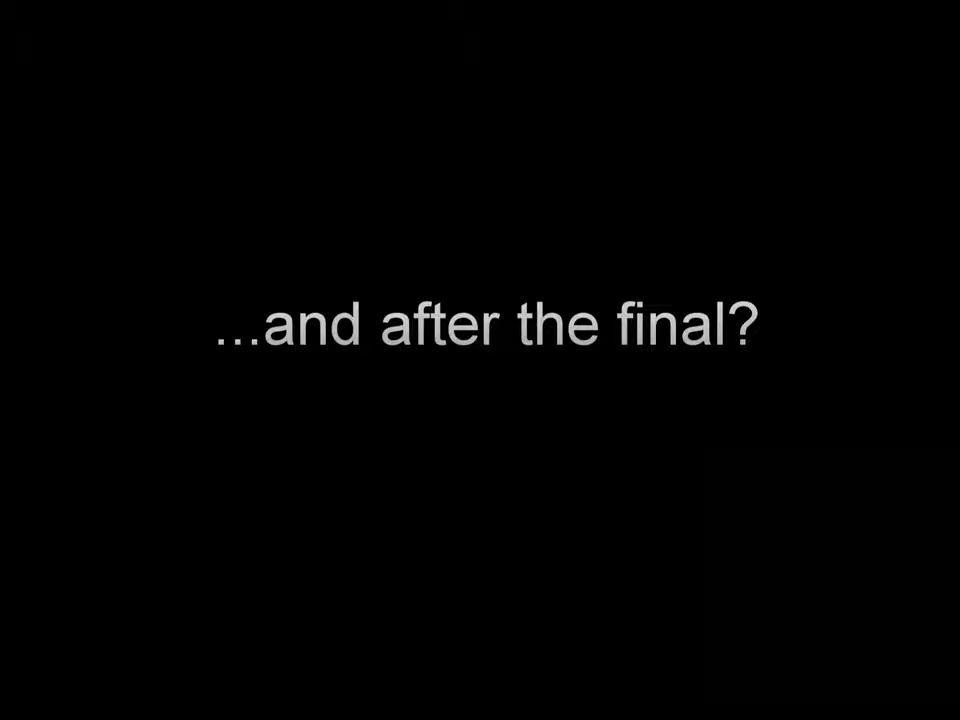 ...and after the final?